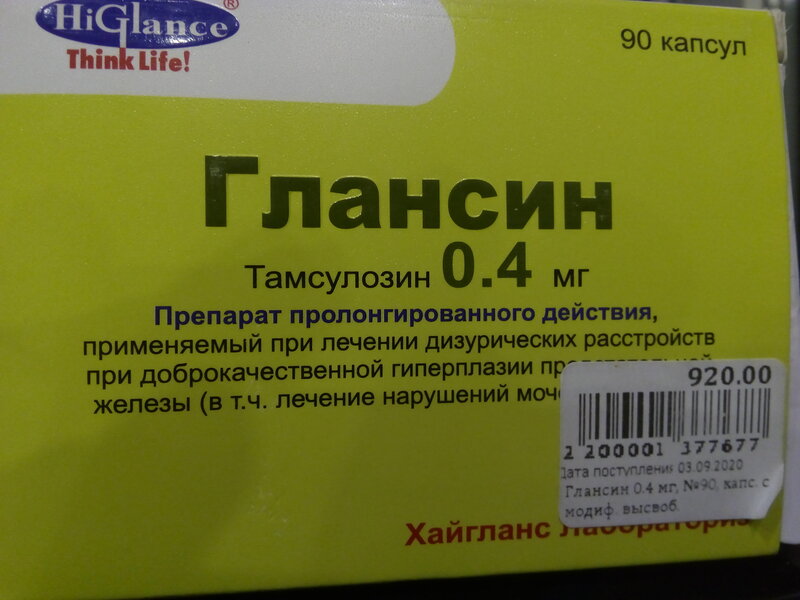 HiGlance®
Think Life!
90 капсул
Глансин
Тамсулозин 0.4 мг
Препарат пролонгированного действия,
применяемый при лечении дизурических расстройств
при доброкачественной гиперплазии предстательной
железы (в т.ч. лечение нарушений
920.00
2 200001 377677
Дата поступления 03.09.2020
Глансин 0.4 мг, №90, капс. с
модиф. высвоб.
Хайгланс Лабораториз